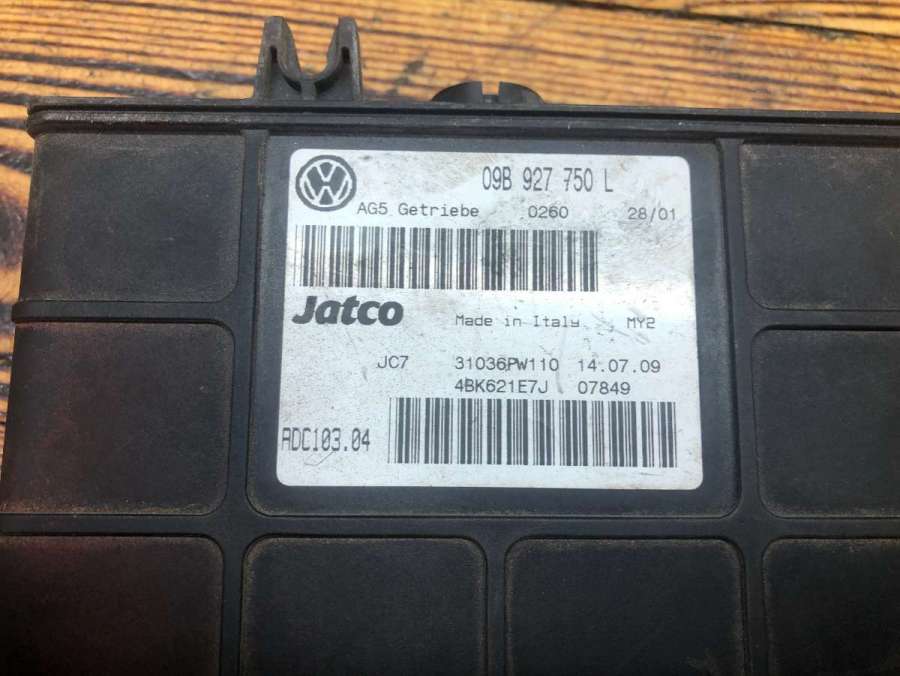 09B 927 750 L
AG5 Getriebe 0260 28/01
Jatco Made in Italy MY2
JC7 31036PW110 14.07.09
4BK621E7J 07849
ADC103.04